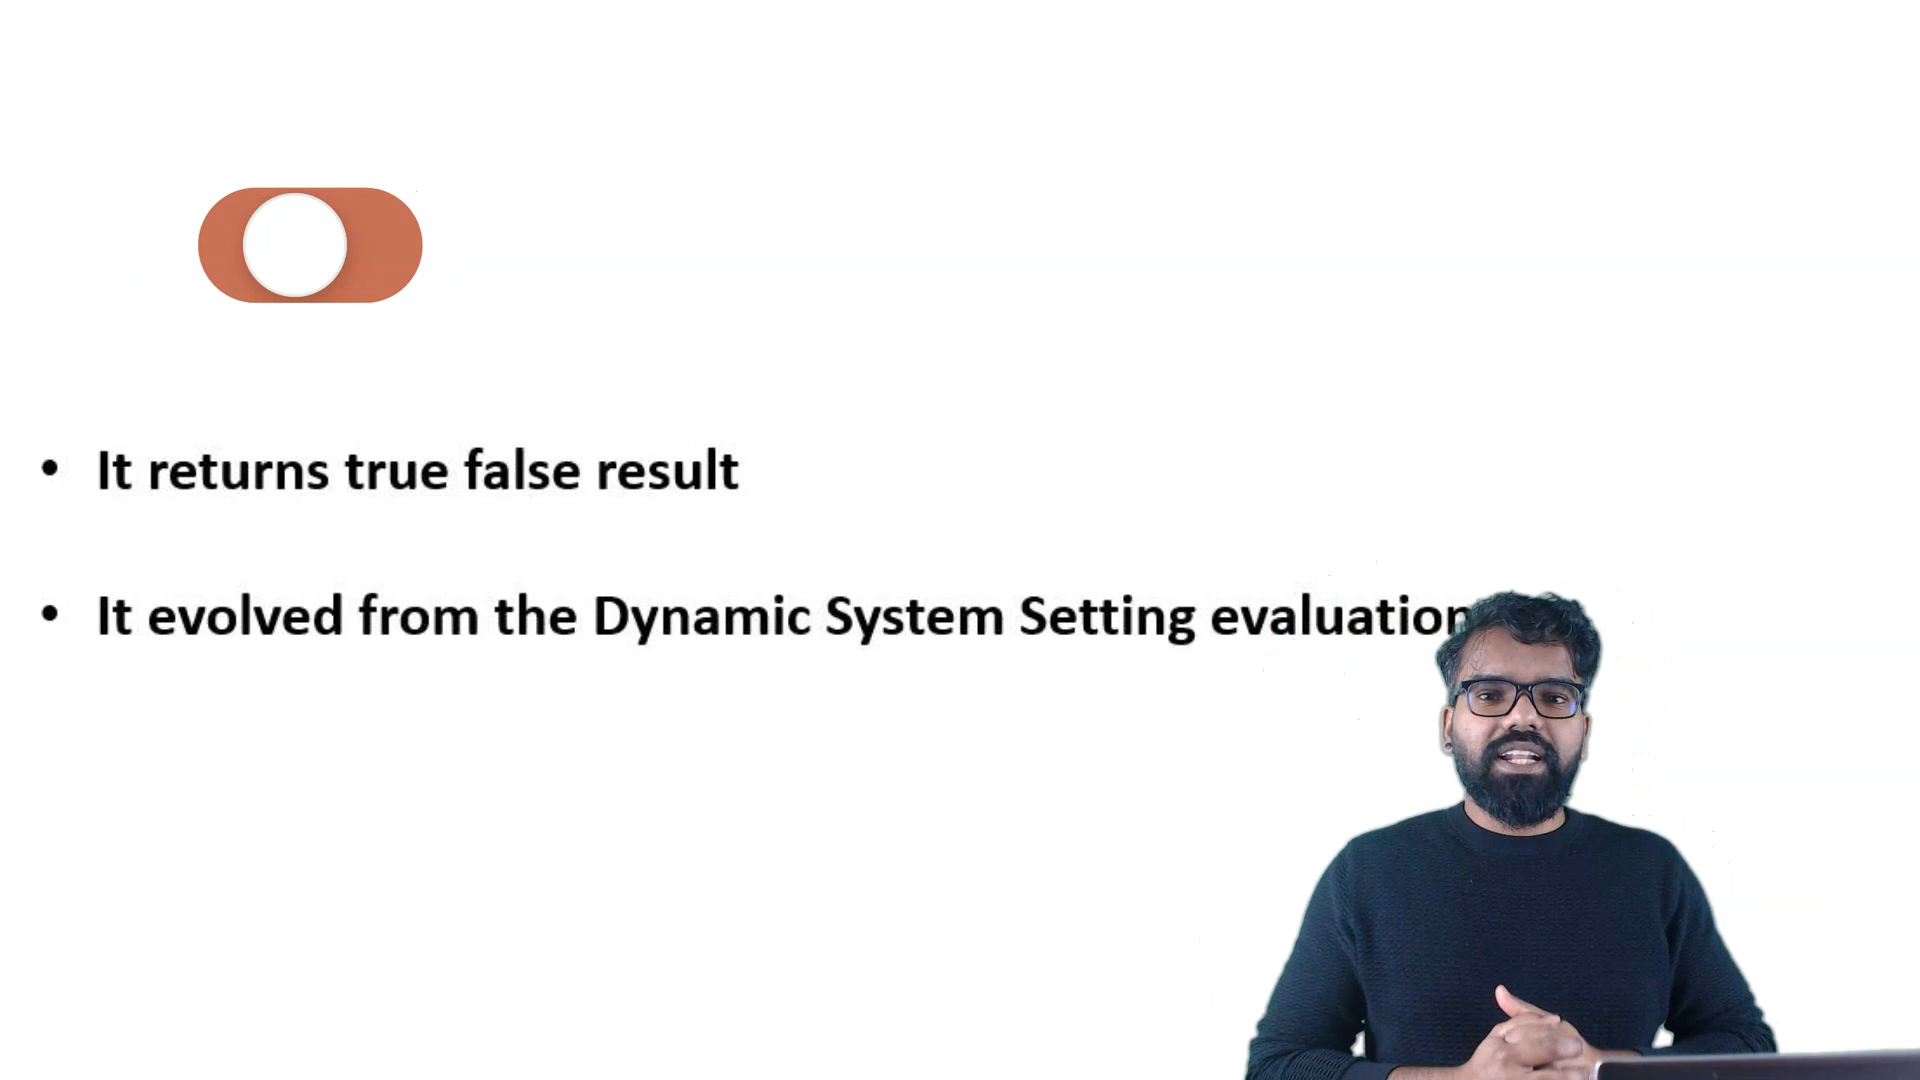 • It returns true false result
• It evolved from the Dynamic System Setting evaluation